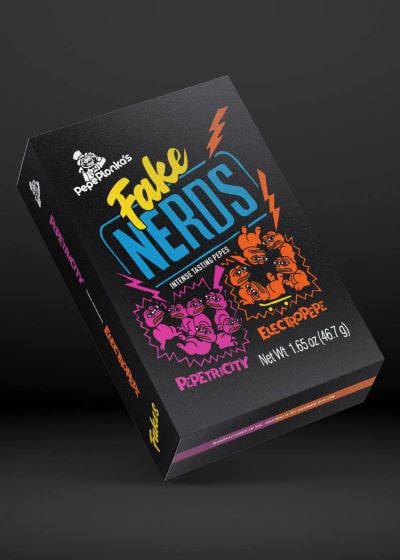 PepePlonka's
Fake
NERDS
INTENSE TASTING PEPES
PEPETRICITY
ELECTROPEPE
Net Wt. 1.65 oz (46.7 g)
PEPETRICITY
ELECTROPEPE
Fakes